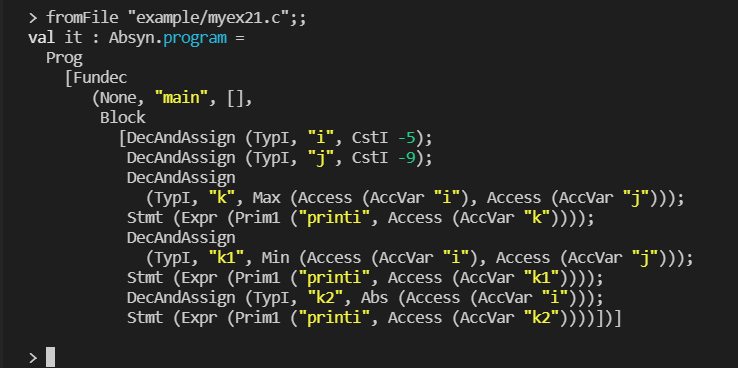 > fromFile "example/myex21.c";;
val it : Absyn.program =
  Prog
    [Fundec
       (None, "main", [],
        Block
          [DecAndAssign (TypI, "i", CstI -5);
           DecAndAssign (TypI, "j", CstI -9);
           DecAndAssign
             (TypI, "k", Max (Access (AccVar "i"), Access (AccVar "j")));
           Stmt (Expr (Prim1 ("printi", Access (AccVar "k"))));
           DecAndAssign
             (TypI, "k1", Min (Access (AccVar "i"), Access (AccVar "j")));
           Stmt (Expr (Prim1 ("printi", Access (AccVar "k1"))));
           DecAndAssign (TypI, "k2", Abs (Access (AccVar "i")));
           Stmt (Expr (Prim1 ("printi", Access (AccVar "k2"))))])]
>